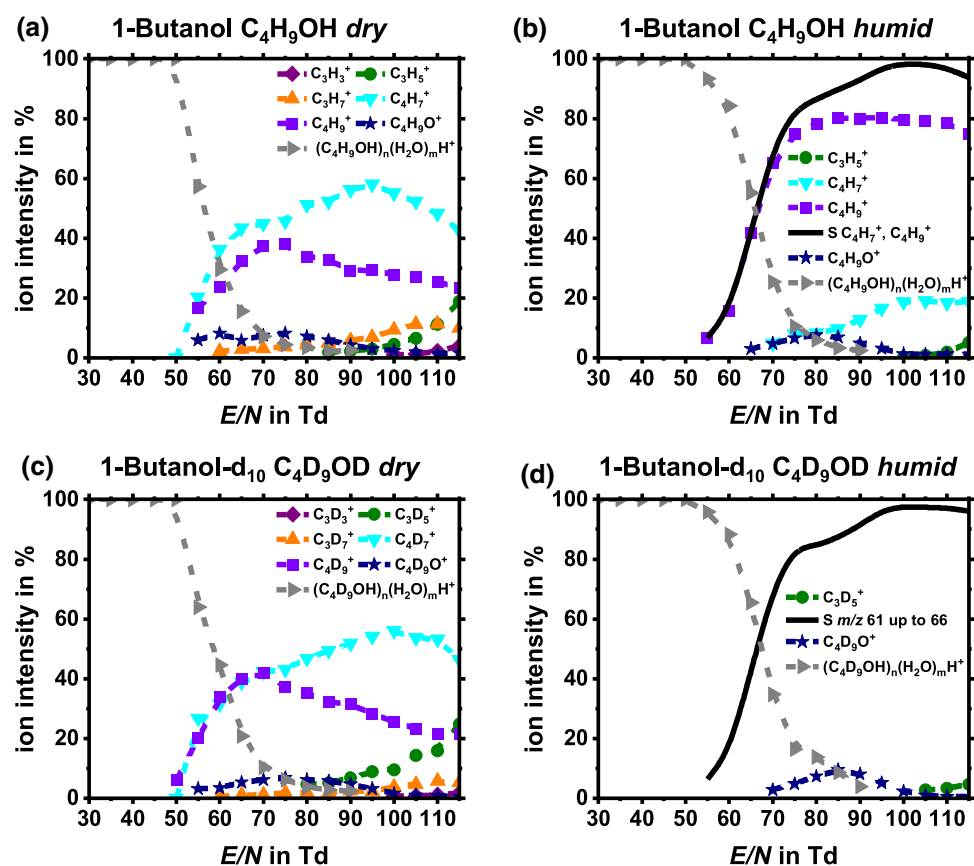 (a) 1-Butanol C₄H₉OH dry
ion intensity in %
100
80
60
40
20
0
C₃H₃⁺ C₃H₅⁺
C₃H₇⁺ C₄H₇⁺
C₄H₉⁺ C₄H₉O⁺
(C₄H₉OH)ₙ(H₂O)ₘH⁺
30 40 50 60 70 80 90 100 110
E/N in Td
(b) 1-Butanol C₄H₉OH humid
ion intensity in %
100
80
60
40
20
0
C₃H₅⁺
C₄H₇⁺
C₄H₉⁺
S C₄H₇⁺, C₄H₉⁺
C₄H₉O⁺
(C₄H₉OH)ₙ(H₂O)ₘH⁺
30 40 50 60 70 80 90 100 110
E/N in Td
(c) 1-Butanol-d₁₀ C₄D₉OD dry
ion intensity in %
100
80
60
40
20
0
C₃D₃⁺ C₃D₅⁺
C₃D₇⁺ C₄D₇⁺
C₄D₉⁺ C₄D₉O⁺
(C₄D₉OH)ₙ(H₂O)ₘH⁺
30 40 50 60 70 80 90 100 110
E/N in Td
(d) 1-Butanol-d₁₀ C₄D₉OD humid
ion intensity in %
100
80
60
40
20
0
C₃D₅⁺
S m/z 61 up to 66
C₄D₉O⁺
(C₄D₉OH)ₙ(H₂O)ₘH⁺
30 40 50 60 70 80 90 100 110
E/N in Td